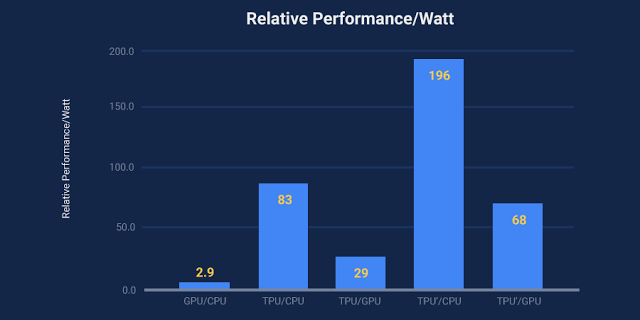 Relative Performance/Watt
Relative Performance/Watt
200.0
150.0
100.0
50.0
0.0
2.9
83
29
196
68
GPU/CPU
TPU/CPU
TPU/GPU
TPU'/CPU
TPU'/GPU